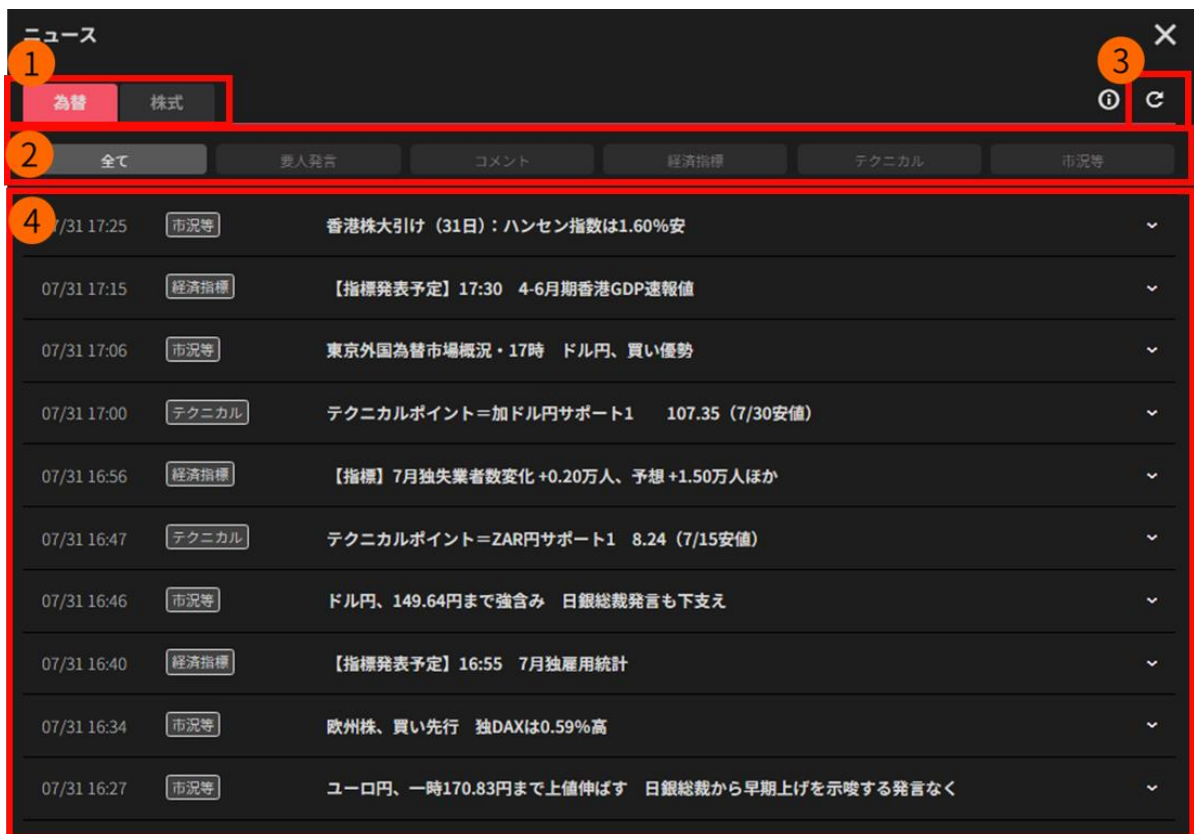 ニュース
1
3
為替 株式
2
全て 要人発言 コメント 経済指標 テクニカル 市況等
4
/31 17:25 市況等 香港株大引け（31日）：ハンセン指数は1.60%安
07/31 17:15 経済指標 【指標発表予定】17:30 4-6月期香港GDP速報値
07/31 17:06 市況等 東京外国為替市場概況・17時 ドル円、買い優勢
07/31 17:00 テクニカル テクニカルポイント＝加ドル円サポート1 107.35（7/30安値）
07/31 16:56 経済指標 【指標】7月独失業者数変化 +0.20万人、予想 +1.50万人ほか
07/31 16:47 テクニカル テクニカルポイント＝ZAR円サポート1 8.24（7/15安値）
07/31 16:46 市況等 ドル円、149.64円まで強含み 日銀総裁発言も下支え
07/31 16:40 経済指標 【指標発表予定】16:55 7月独雇用統計
07/31 16:34 市況等 欧州株、買い先行 独DAXは0.59%高
07/31 16:27 市況等 ユーロ円、一時170.83円まで上値伸ばす 日銀総裁から早期上げを示唆する発言なく